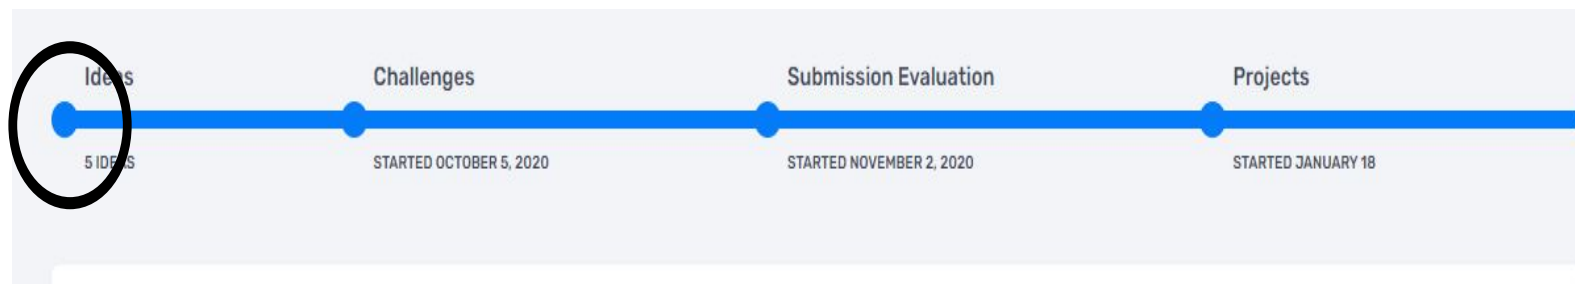 Ideas
Challenges
Submission Evaluation
Projects
5 IDEAS
STARTED OCTOBER 5, 2020
STARTED NOVEMBER 2, 2020
STARTED JANUARY 18